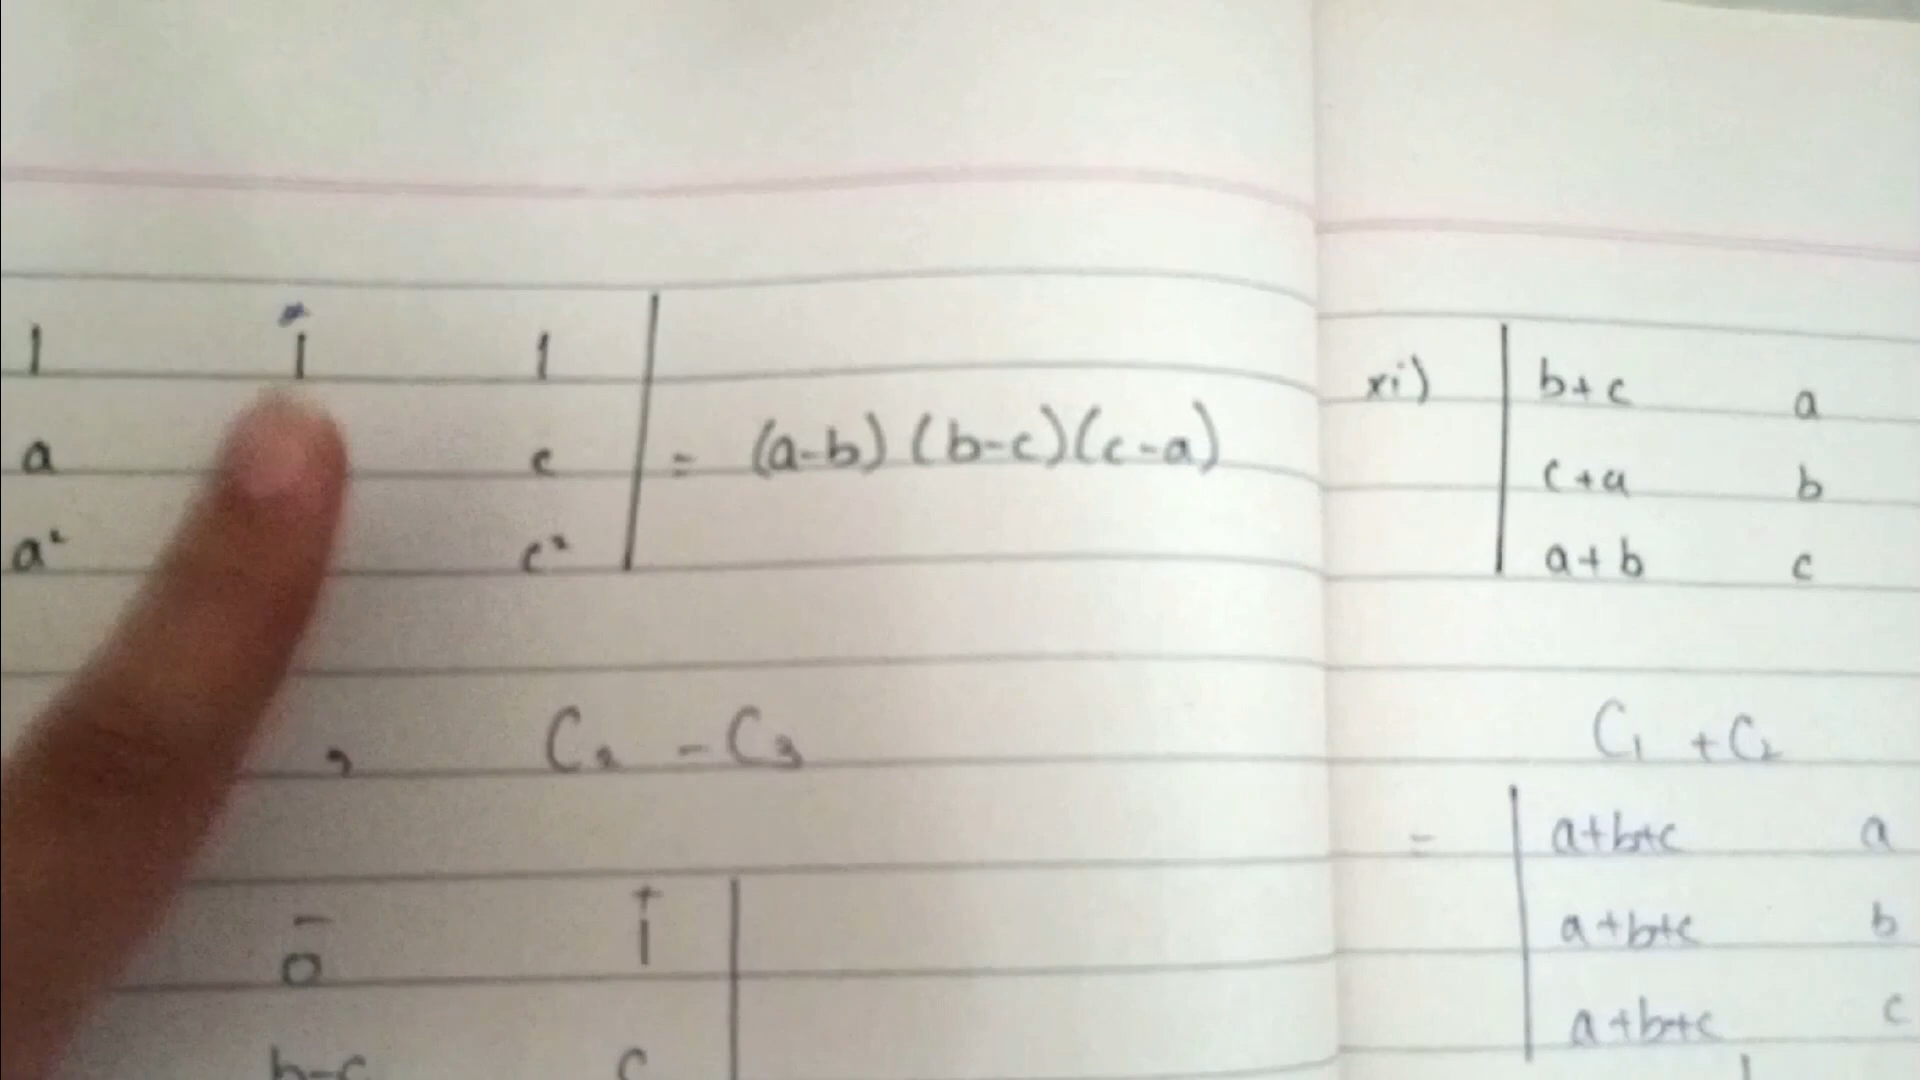 1 1 1
a c
a² c²
= (a-b) (b-c)(c-a)
, C₂ - C₃
- +
0 1
b-c c
xi) b+c a
c+a b
a+b c
C₁ + C₂
= a+b+c a
a+b+c b
a+b+c c